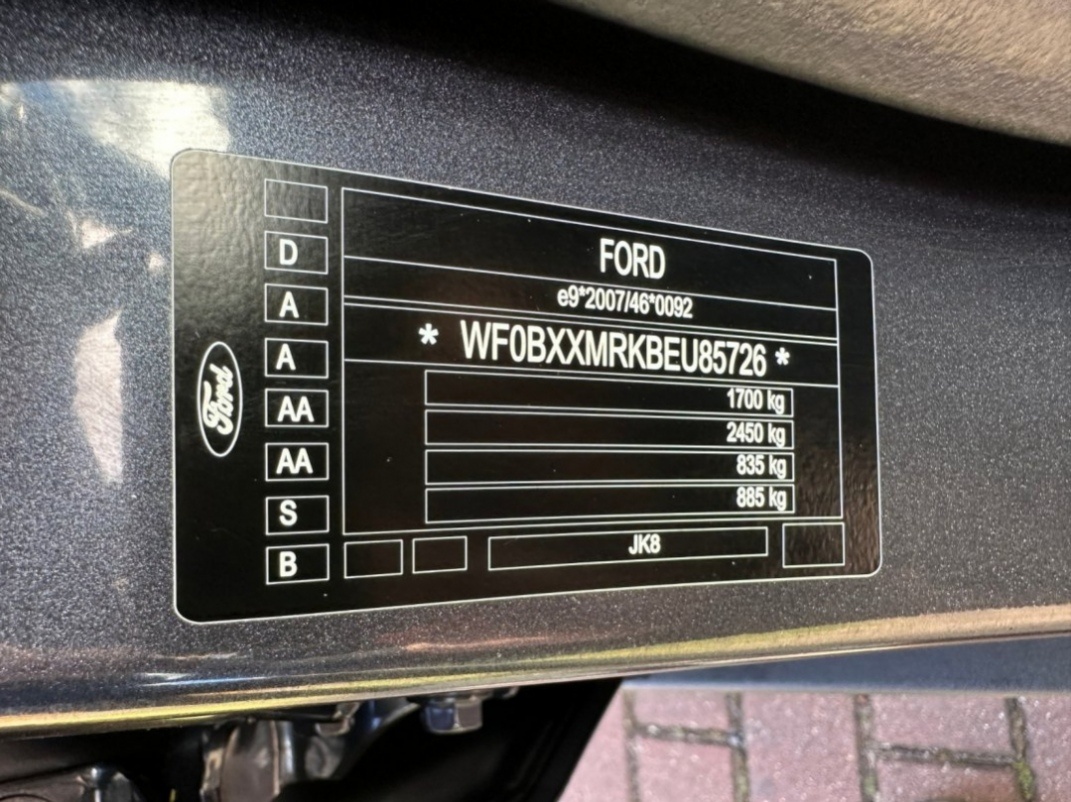 Ford
D
A
A
AA
AA
S
B
FORD
e9*2007/46*0092
* WF0BXXMRKBEU85726 *
1700 kg
2450 kg
835 kg
885 kg
JK8